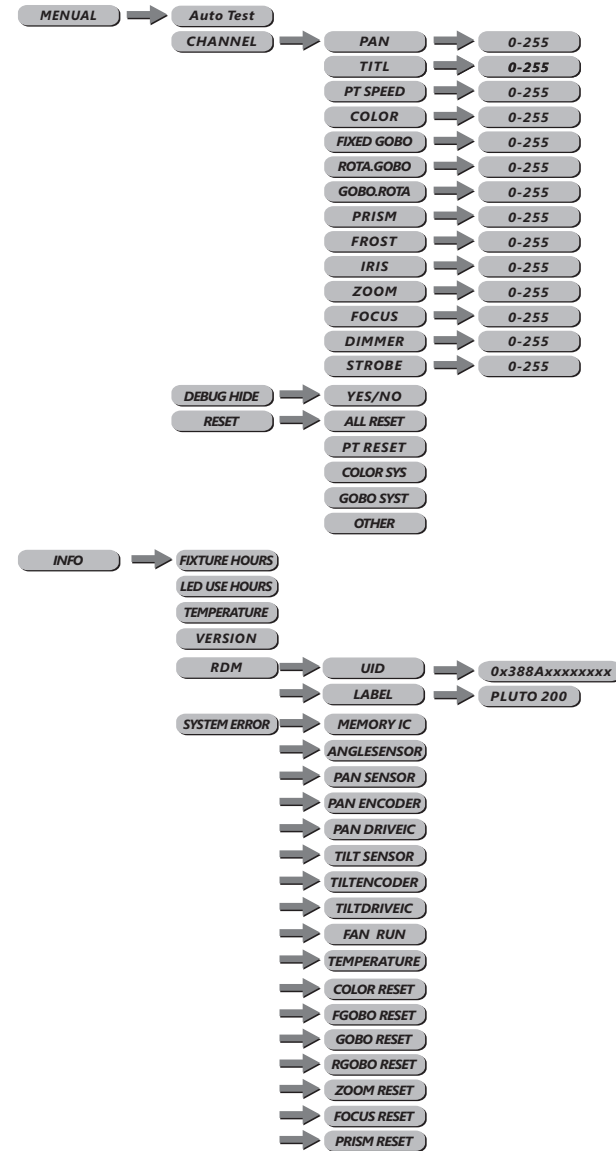 MENUAL Auto Test
CHANNEL PAN 0-255
TITL 0-255
PT SPEED 0-255
COLOR 0-255
FIXED GOBO 0-255
ROTA.GOBO 0-255
GOBO.ROTA 0-255
PRISM 0-255
FROST 0-255
IRIS 0-255
ZOOM 0-255
FOCUS 0-255
DIMMER 0-255
STROBE 0-255
DEBUG HIDE YES/NO
RESET ALL RESET
PT RESET
COLOR SYS
GOBO SYST
OTHER
INFO FIXTURE HOURS
LED USE HOURS
TEMPERATURE
VERSION
RDM UID 0x388Axxxxxxxx
LABEL PLUTO 200
SYSTEM ERROR MEMORY IC
ANGLESENSOR
PAN SENSOR
PAN ENCODER
PAN DRIVEIC
TILT SENSOR
TILTENCODER
TILTDRIVEIC
FAN RUN
TEMPERATURE
COLOR RESET
FGOBO RESET
GOBO RESET
RGOBO RESET
ZOOM RESET
FOCUS RESET
PRISM RESET